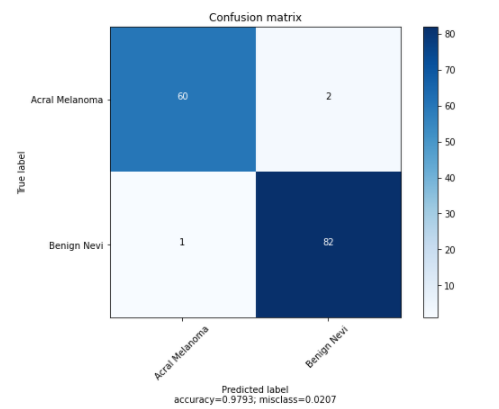 Confusion matrix
Acral Melanoma
60
2
Benign Nevi
1
82
True label
Acral Melanoma
Benign Nevi
Predicted label
accuracy=0.9793; misclass=0.0207
80
70
60
50
40
30
20
10